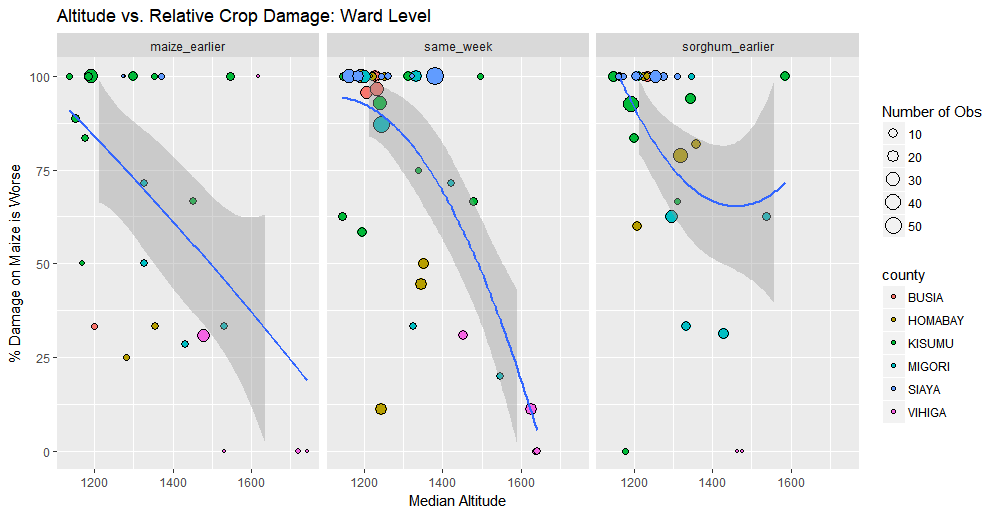 Altitude vs. Relative Crop Damage: Ward Level
maize_earlier
same_week
sorghum_earlier
% Damage on Maize is Worse
100
75
50
25
0
1200 1400 1600
1200 1400 1600
1200 1400 1600
Median Altitude
Number of Obs
10
20
30
40
50
county
BUSIA
HOMABAY
KISUMU
MIGORI
SIAYA
VIHIGA